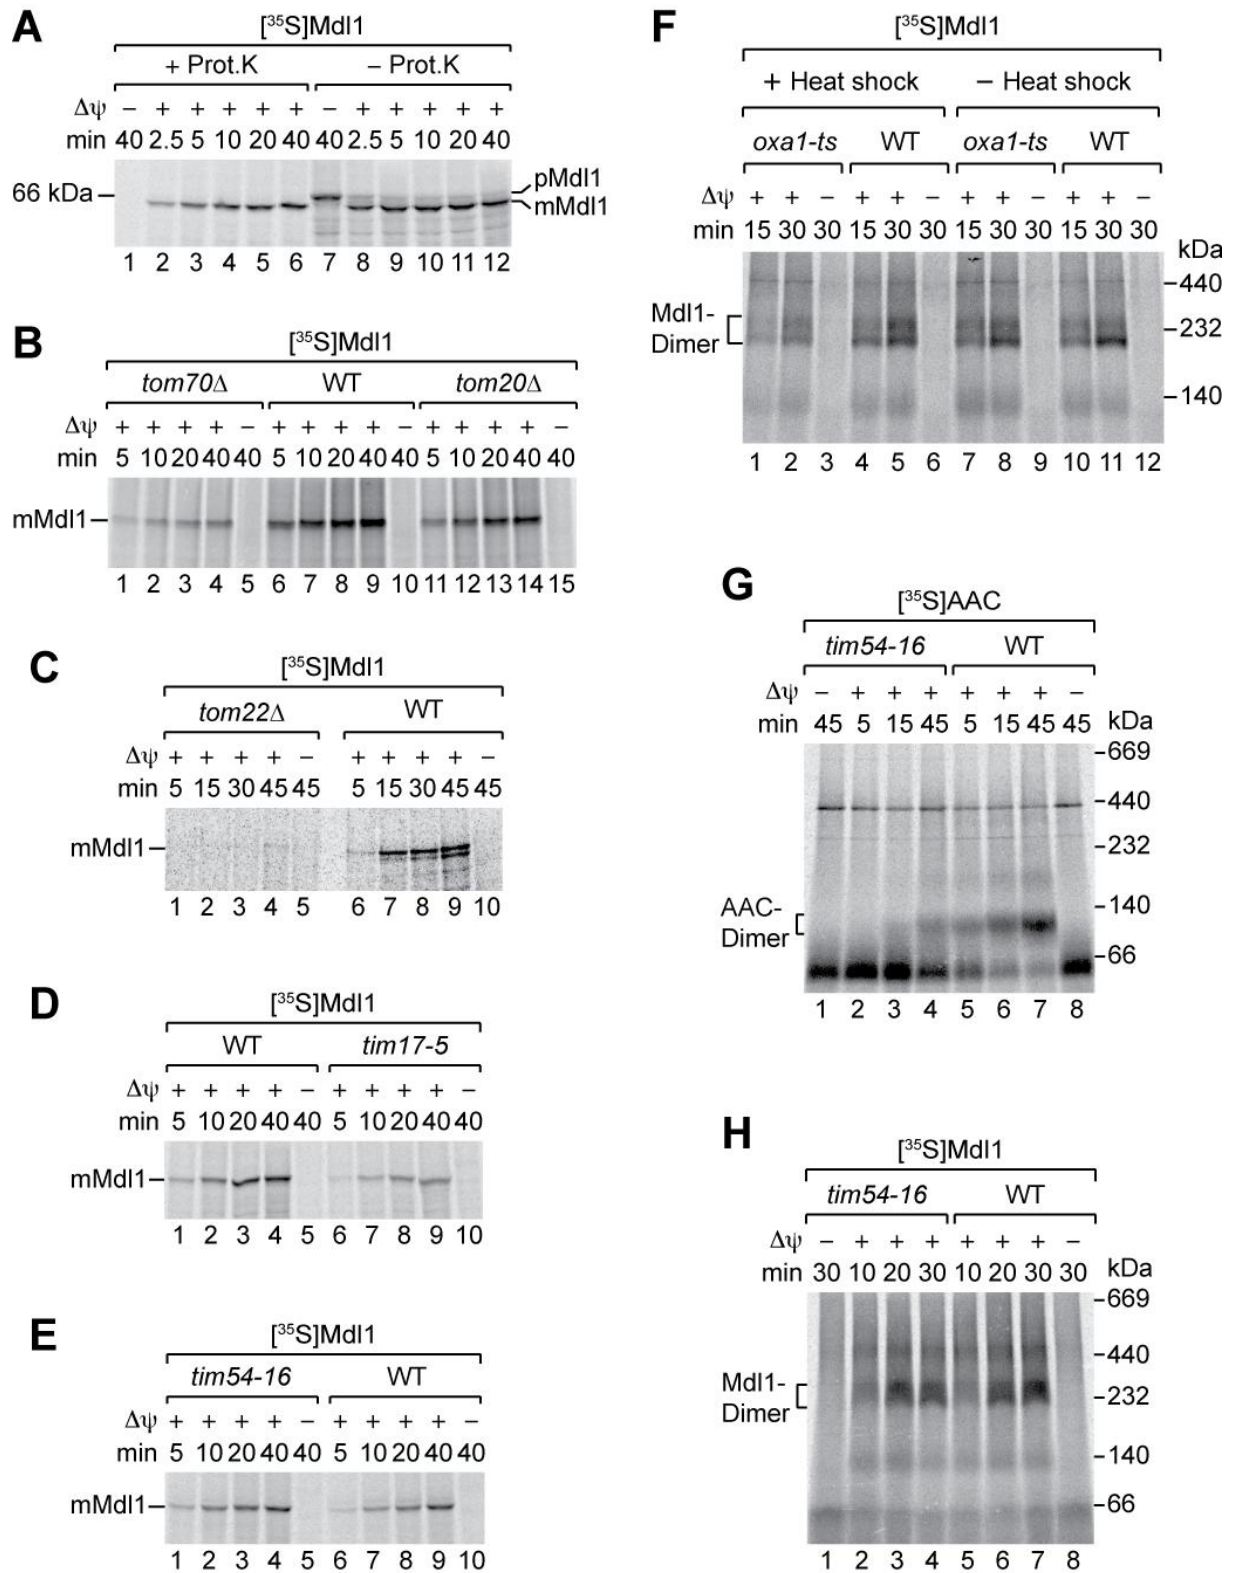 A
[³⁵S]Mdl1
+ Prot.K – Prot.K
Δψ – + + + + + – + + + + +
min 40 2.5 5 10 20 40 40 2.5 5 10 20 40
66 kDa
pMdl1
mMdl1
1 2 3 4 5 6 7 8 9 10 11 12
B
[³⁵S]Mdl1
tom70Δ WT tom20Δ
Δψ + + + + – + + + + – + + + + –
min 5 10 20 40 40 5 10 20 40 40 5 10 20 40 40
mMdl1
1 2 3 4 5 6 7 8 9 10 11 12 13 14 15
C
[³⁵S]Mdl1
tom22Δ WT
Δψ + + + + – + + + + –
min 5 15 30 45 45 5 15 30 45 45
mMdl1
1 2 3 4 5 6 7 8 9 10
D
[³⁵S]Mdl1
WT tim17-5
Δψ + + + + – + + + + –
min 5 10 20 40 40 5 10 20 40 40
mMdl1
1 2 3 4 5 6 7 8 9 10
E
[³⁵S]Mdl1
tim54-16 WT
Δψ + + + + – + + + + –
min 5 10 20 40 40 5 10 20 40 40
mMdl1
1 2 3 4 5 6 7 8 9 10
F
[³⁵S]Mdl1
+ Heat shock – Heat shock
oxa1-ts WT oxa1-ts WT
Δψ + + – + + – + + – + + –
min 15 30 30 15 30 30 15 30 30 15 30 30
kDa
440
Mdl1-
Dimer
232
140
1 2 3 4 5 6 7 8 9 10 11 12
G
[³⁵S]AAC
tim54-16 WT
Δψ – + + + + + + –
min 45 5 15 45 5 15 45 45 kDa
669
440
232
140
AAC-
Dimer
66
1 2 3 4 5 6 7 8
H
[³⁵S]Mdl1
tim54-16 WT
Δψ – + + + + + + –
min 30 10 20 30 10 20 30 30 kDa
669
440
Mdl1-
Dimer
232
140
66
1 2 3 4 5 6 7 8